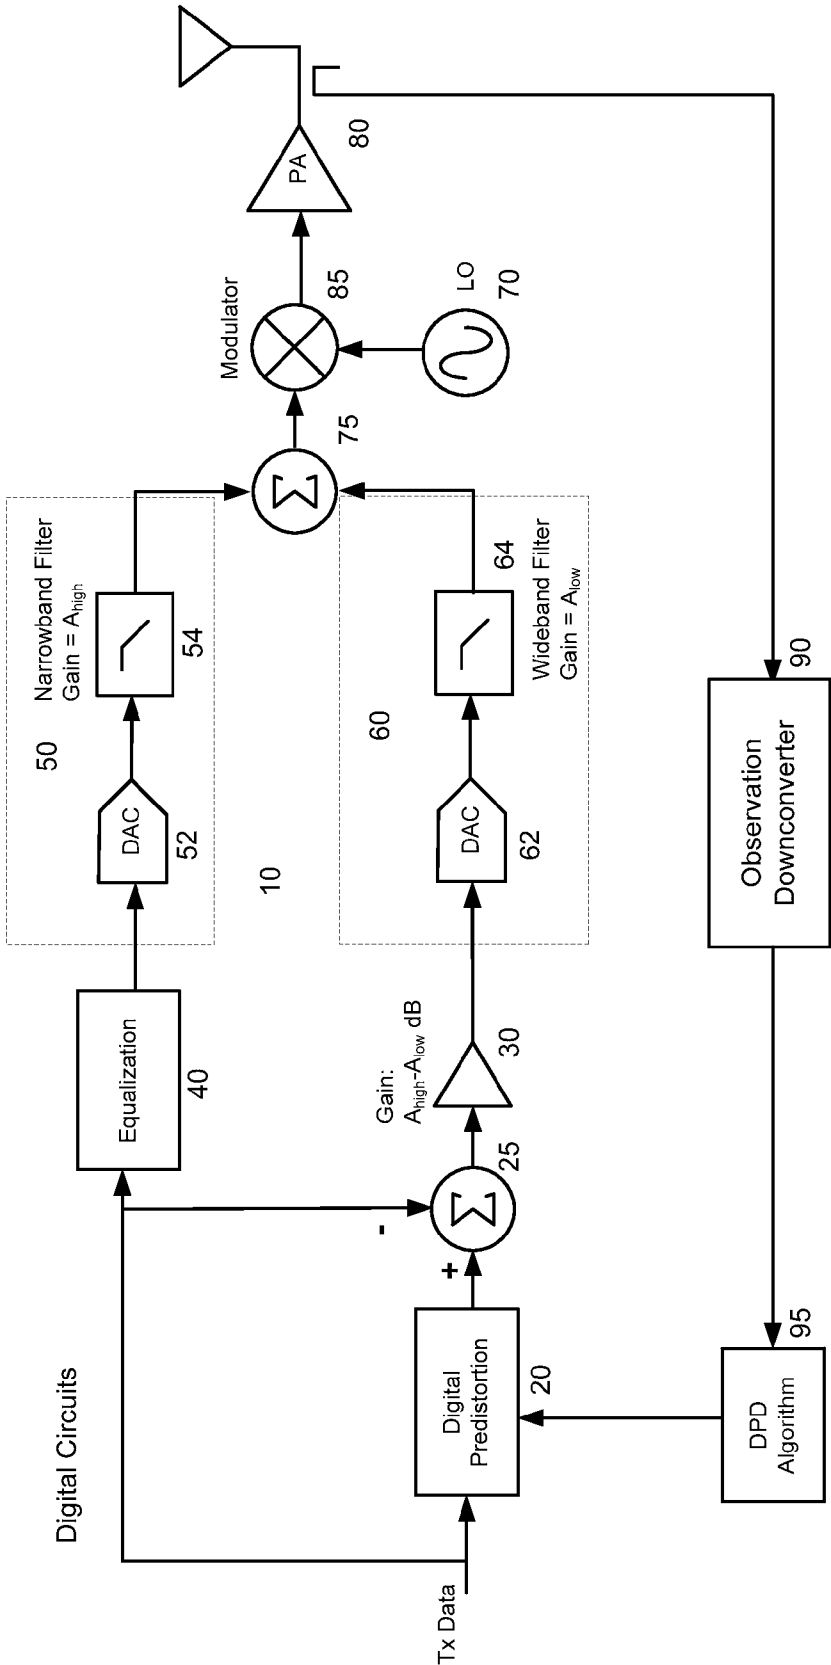 Digital Circuits
Tx Data
Digital
Predistortion
20
DPD
Algorithm
95
+
-
Σ
25
Gain:
A_high-A_low dB
30
Equalization
40
10
50
DAC
52
Narrowband Filter
Gain = A_high
54
60
DAC
62
Wideband Filter
Gain = A_low
64
Σ
75
Modulator
85
LO
70
PA
80
Observation
Downconverter
90